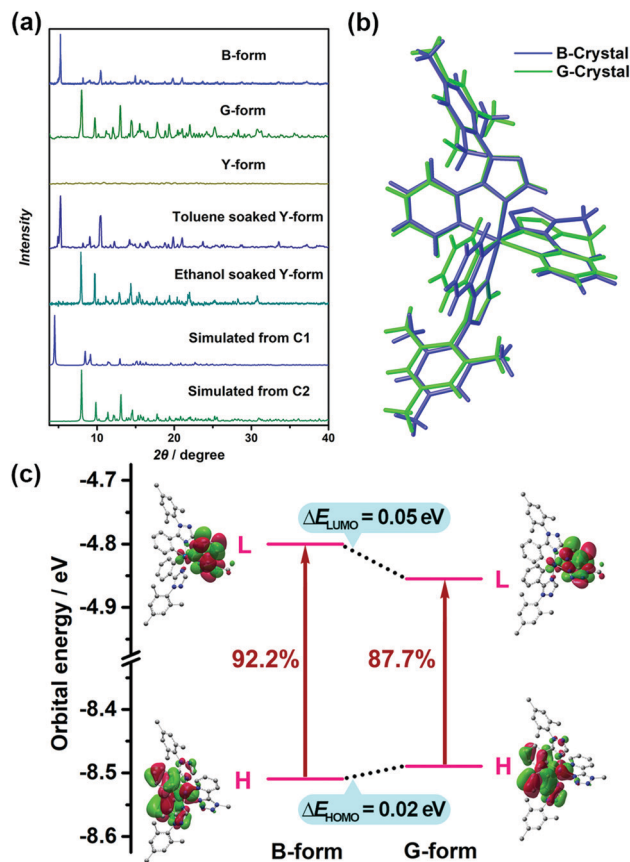 (a)
B-form
G-form
Y-form
Toluene soaked Y-form
Ethanol soaked Y-form
Simulated from C1
Simulated from C2
Intensity
10 20 30 40
2θ / degree
(b)
B-Crystal
G-Crystal
(c)
-4.7
-4.8
-4.9
-8.4
-8.5
-8.6
Orbital energy / eV
ΔE_LUMO = 0.05 eV
L
L
92.2%
87.7%
H
H
ΔE_HOMO = 0.02 eV
B-form G-form